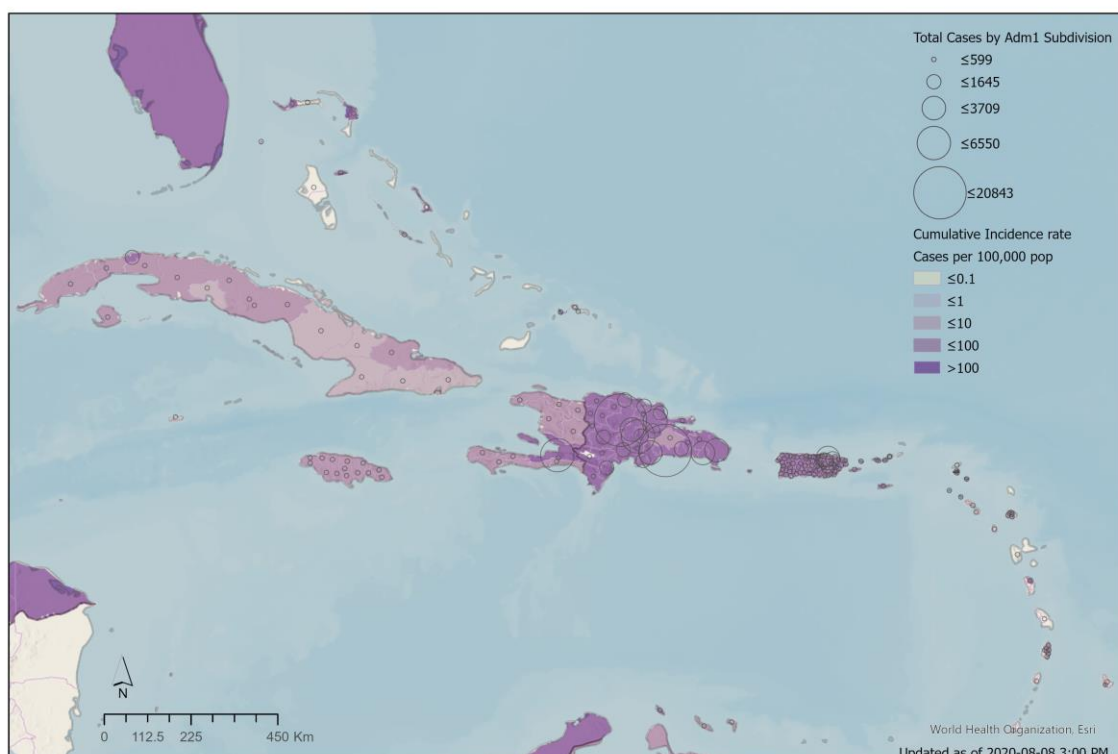 Total Cases by Adm1 Subdivision
≤599
≤1645
≤3709
≤6550
≤20843
Cumulative Incidence rate
Cases per 100,000 pop
≤0.1
≤1
≤10
≤100
>100
N
0 112.5 225 450 Km
World Health Organization, Esri
Updated as of 2020-08-08 3:00 PM